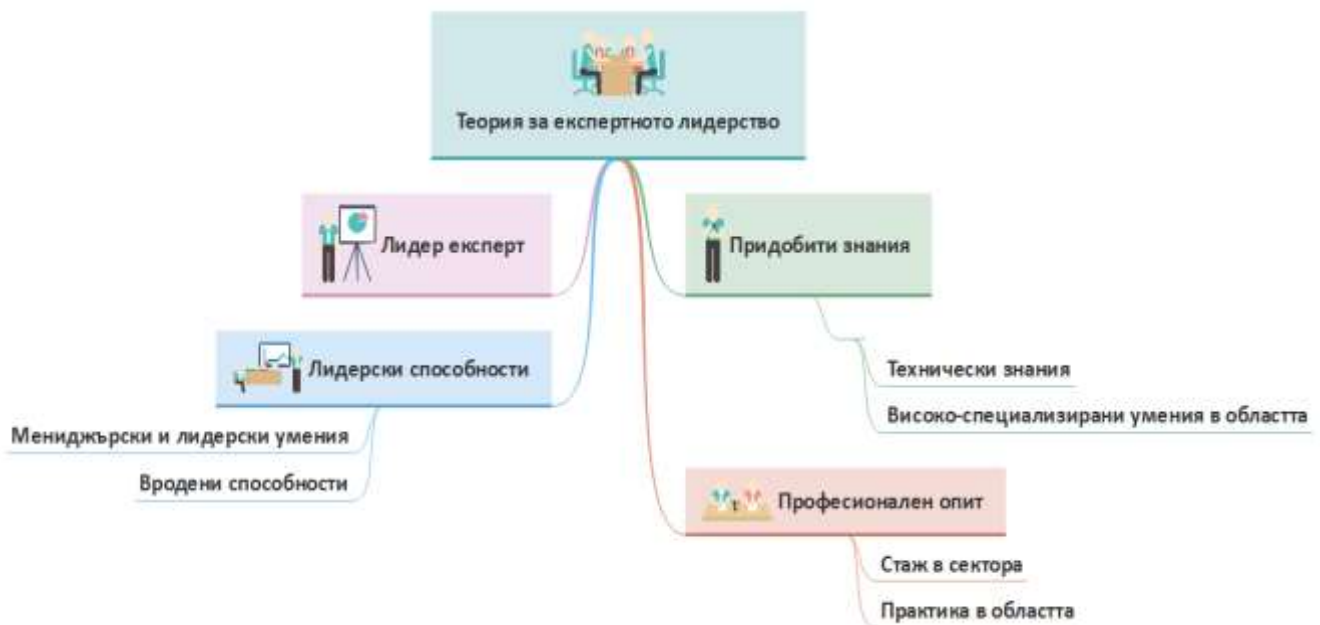 Теория за експертното лидерство
Лидер експерт
Придобити знания
Лидерски способности
Технически знания
Мениджърски и лидерски умения
Високо-специализирани умения в областта
Вродени способности
Професионален опит
Стаж в сектора
Практика в областта